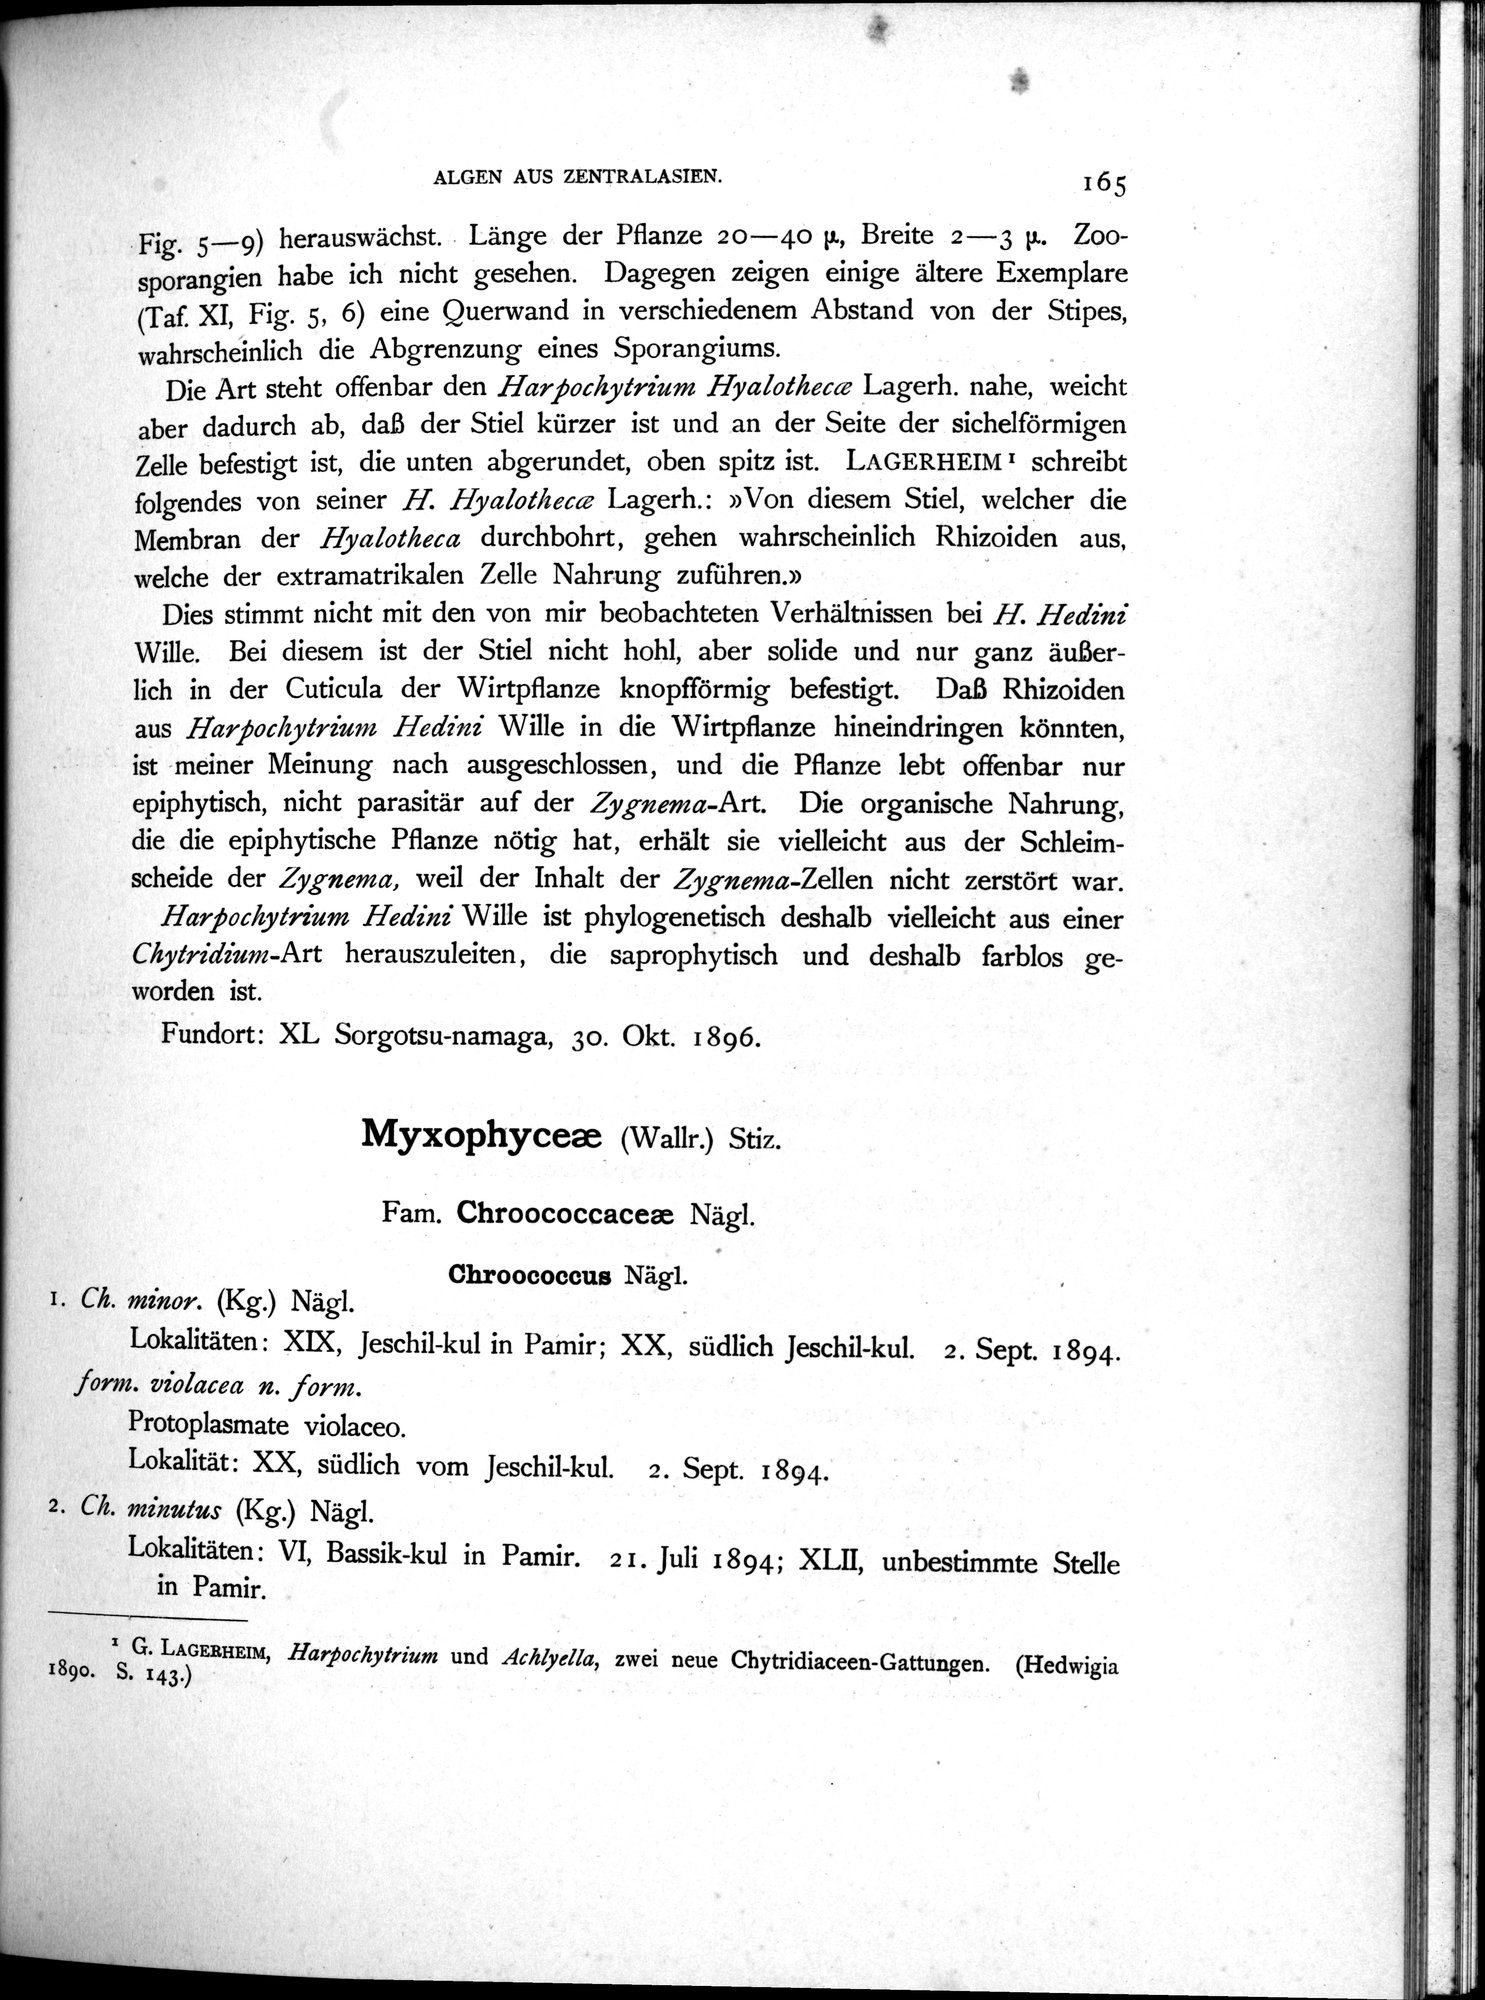 ALGEN AUS ZENTRALASIEN. 165
Fig. 5—9) herauswächst. Länge der Pflanze 20—40 µ, Breite 2—3 µ. Zoo-
sporangien habe ich nicht gesehen. Dagegen zeigen einige ältere Exemplare
(Taf. XI, Fig. 5, 6) eine Querwand in verschiedenem Abstand von der Stipes,
wahrscheinlich die Abgrenzung eines Sporangiums.
Die Art steht offenbar den Harpochytrium Hyalothecæ Lagerh. nahe, weicht
aber dadurch ab, daß der Stiel kürzer ist und an der Seite der sichelförmigen
Zelle befestigt ist, die unten abgerundet, oben spitz ist. LAGERHEIM¹ schreibt
folgendes von seiner H. Hyalothecæ Lagerh.: »Von diesem Stiel, welcher die
Membran der Hyalotheca durchbohrt, gehen wahrscheinlich Rhizoiden aus,
welche der extramatrikalen Zelle Nahrung zuführen.»
Dies stimmt nicht mit den von mir beobachteten Verhältnissen bei H. Hedini
Wille. Bei diesem ist der Stiel nicht hohl, aber solide und nur ganz äußer-
lich in der Cuticula der Wirtpflanze knopfförmig befestigt. Daß Rhizoiden
aus Harpochytrium Hedini Wille in die Wirtpflanze hineindringen könnten,
ist meiner Meinung nach ausgeschlossen, und die Pflanze lebt offenbar nur
epiphytisch, nicht parasitär auf der Zygnema-Art. Die organische Nahrung,
die die epiphytische Pflanze nötig hat, erhält sie vielleicht aus der Schleim-
scheide der Zygnema, weil der Inhalt der Zygnema-Zellen nicht zerstört war.
Harpochytrium Hedini Wille ist phylogenetisch deshalb vielleicht aus einer
Chytridium-Art herauszuleiten, die saprophytisch und deshalb farblos ge-
worden ist.
Fundort: XL Sorgotsu-namaga, 30. Okt. 1896.
Myxophyceæ (Wallr.) Stiz.
Fam. Chroococcaceæ Nägl.
Chroococcus Nägl.
1. Ch. minor. (Kg.) Nägl.
Lokalitäten: XIX, Jeschil-kul in Pamir; XX, südlich Jeschil-kul. 2. Sept. 1894.
form. violacea n. form.
Protoplasmate violaceo.
Lokalität: XX, südlich vom Jeschil-kul. 2. Sept. 1894.
2. Ch. minutus (Kg.) Nägl.
Lokalitäten: VI, Bassik-kul in Pamir. 21. Juli 1894; XLII, unbestimmte Stelle
in Pamir.
¹ G. LAGERHEIM, Harpochytrium und Achlyella, zwei neue Chytridiaceen-Gattungen. (Hedwigia
1890. S. 143.)